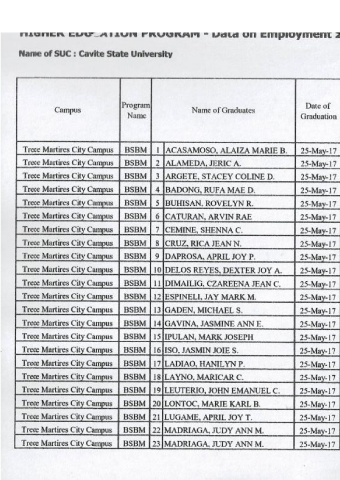 HIGHER EDUCATION PROGRAM - Data on Employment 2
Name of SUC : Cavite State University
Campus Program Name Name of Graduates Date of Graduation
Trece Martires City Campus BSBM 1 ACASAMOSO, ALAIZA MARIE B. 25-May-17
Trece Martires City Campus BSBM 2 ALAMEDA, JERIC A. 25-May-17
Trece Martires City Campus BSBM 3 ARGETE, STACEY COLINE D. 25-May-17
Trece Martires City Campus BSBM 4 BADONG, RUFA MAE D. 25-May-17
Trece Martires City Campus BSBM 5 BUHISAN, ROVELYN R. 25-May-17
Trece Martires City Campus BSBM 6 CATURAN, ARVIN RAE 25-May-17
Trece Martires City Campus BSBM 7 CEMINE, SHENNA C. 25-May-17
Trece Martires City Campus BSBM 8 CRUZ, RICA JEAN N. 25-May-17
Trece Martires City Campus BSBM 9 DAPROSA, APRIL JOY P. 25-May-17
Trece Martires City Campus BSBM 10 DELOS REYES, DEXTER JOY A. 25-May-17
Trece Martires City Campus BSBM 11 DIMAILIG, CZAREENA JEAN C. 25-May-17
Trece Martires City Campus BSBM 12 ESPINELI, JAY MARK M. 25-May-17
Trece Martires City Campus BSBM 13 GADEN, MICHAEL S. 25-May-17
Trece Martires City Campus BSBM 14 GAVINA, JASMINE ANN E. 25-May-17
Trece Martires City Campus BSBM 15 IPULAN, MARK JOSEPH 25-May-17
Trece Martires City Campus BSBM 16 ISO, JASMIN JOIE S. 25-May-17
Trece Martires City Campus BSBM 17 LADIAO, HANILYN P. 25-May-17
Trece Martires City Campus BSBM 18 LAYNO, MARICAR C. 25-May-17
Trece Martires City Campus BSBM 19 LEUTERIO, JOHN EMANUEL C. 25-May-17
Trece Martires City Campus BSBM 20 LONTOC, MARIE KARL B. 25-May-17
Trece Martires City Campus BSBM 21 LUGAME, APRIL JOY T. 25-May-17
Trece Martires City Campus BSBM 22 MADRIAGA, JUDY ANN M. 25-May-17
Trece Martires City Campus BSBM 23 MADRIAGA, JUDY ANN M. 25-May-17